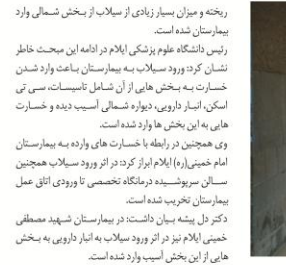 ریخته و میزان بسیار زیادی از سیلاب از بخش شمالی وارد
بیمارستان شده است.
رئیس دانشگاه علوم پزشکی ایلام در ادامه این مبحث خاطر
نشان کرد: ورود سیلاب به بیمارستان باعث وارد شدن
خسارت به بخش هایی از آن شامل تاسیسات، سی تی
اسکن، انبار دارویی، دیواره شمالی آسیب دیده و خسارت
هایی به این بخش ها وارد شده است.
وی همچنین در رابطه با خسارت های وارده به بیمارستان
امام خمینی(ره) ایلام ابراز کرد: در اثر ورود سیلاب همچنین
سالن سرپوشیده درمانگاه تخصصی تا ورودی اتاق عمل
بیمارستان تخریب شده است.
دکتر دل پیشه بیان داشت: در بیمارستان شهید مصطفی
خمینی ایلام نیز در اثر ورود سیلاب به انبار دارویی به بخش
هایی از این بخش آسیب وارد شده است.